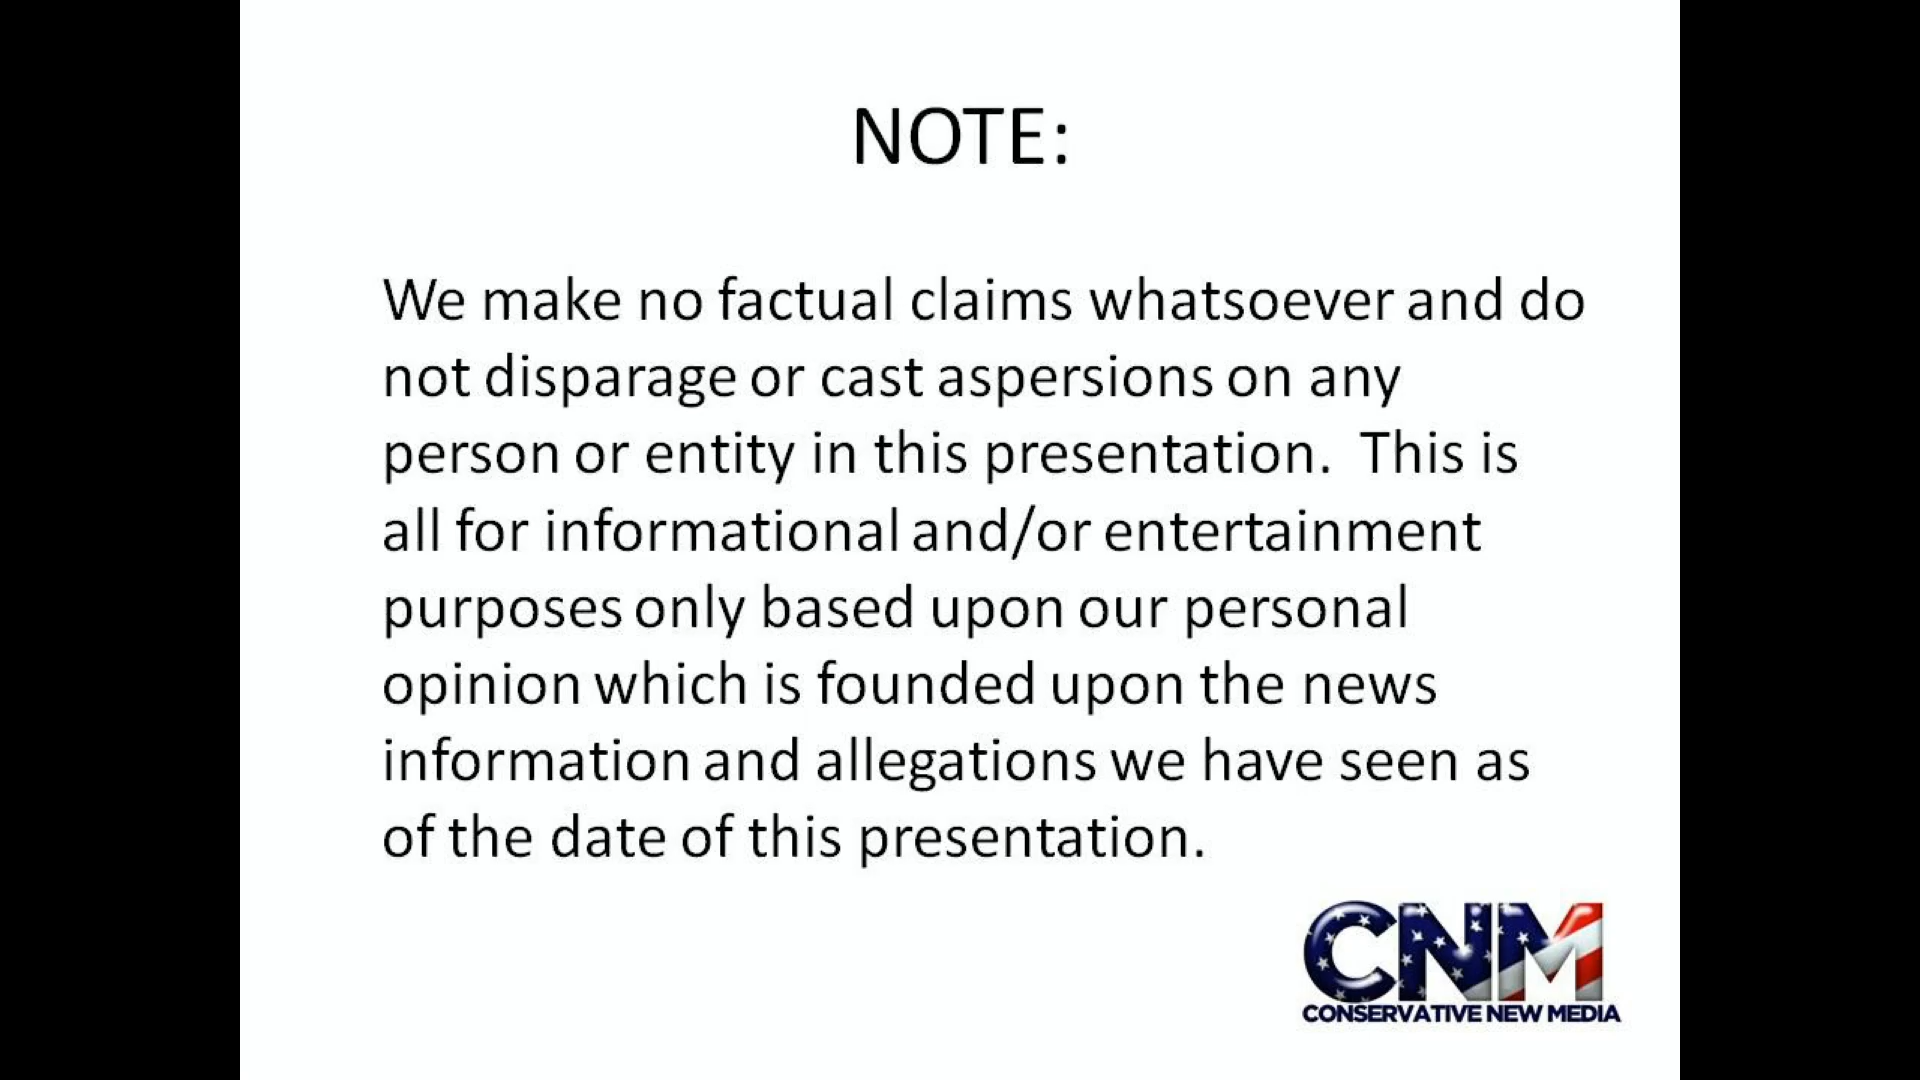 NOTE:
We make no factual claims whatsoever and do
not disparage or cast aspersions on any
person or entity in this presentation.  This is
all for informational and/or entertainment
purposes only based upon our personal
opinion which is founded upon the news
information and allegations we have seen as
of the date of this presentation.
CNM
CONSERVATIVE NEW MEDIA